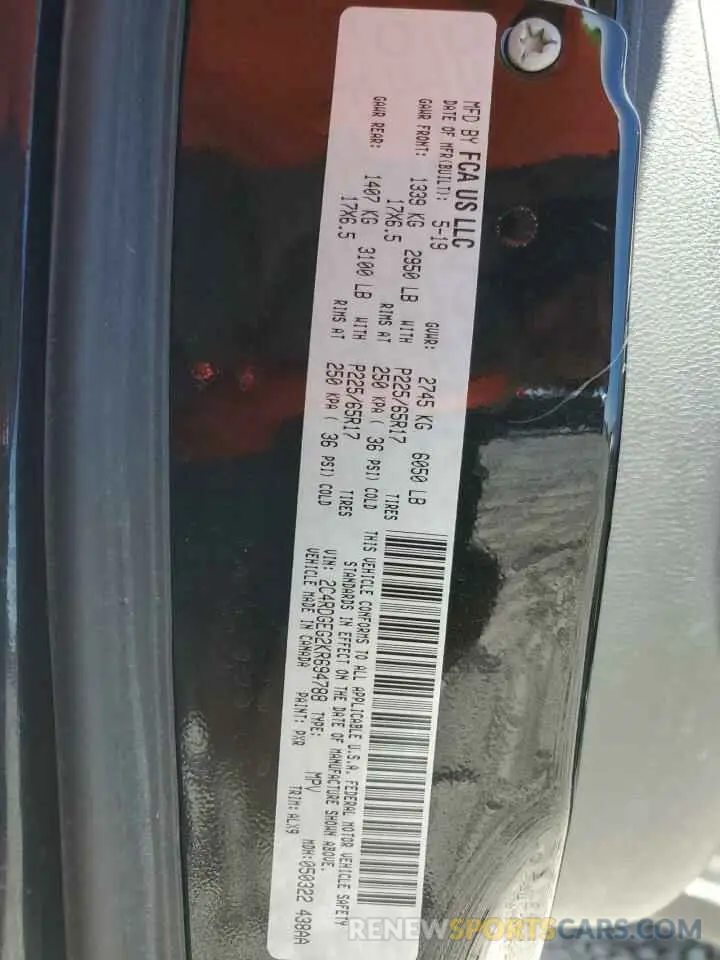 MFD BY FCA US LLC
DATE OF MFR(BUILT): 5-19 GVWR: 2745 KG 6050 LB
GAWR FRONT: 1339 KG 2950 LB WITH P225/65R17 TIRES
17X6.5 RIMS AT 250 KPA ( 36 PSI) COLD
GAWR REAR: 1407 KG 3100 LB WITH P225/65R17 TIRES
17X6.5 RIMS AT 250 KPA ( 36 PSI) COLD
THIS VEHICLE CONFORMS TO ALL APPLICABLE U.S.A. FEDERAL MOTOR VEHICLE SAFETY
STANDARDS IN EFFECT ON THE DATE OF MANUFACTURE SHOWN ABOVE.
VIN: 2C4RDGEG2KR694788 TYPE: MPV MDH:050322 438AA
VEHICLE MADE IN CANADA PAINT: PXR TRIM:ALX9
RENEWSPORTSCARS.COM